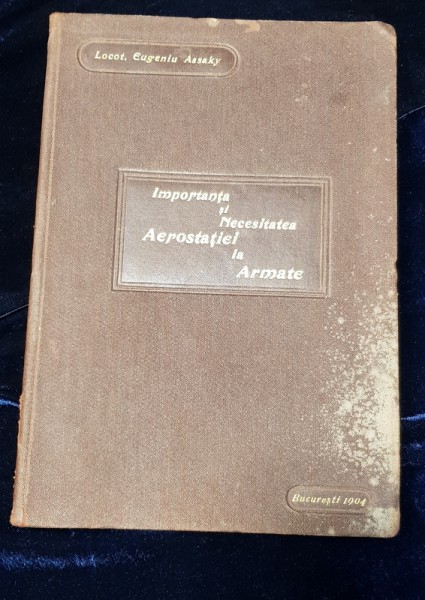 Locot. Eugeniu Assaky
Importanța
și
Necesitatea
Aerostației
la
Armate
București 1904